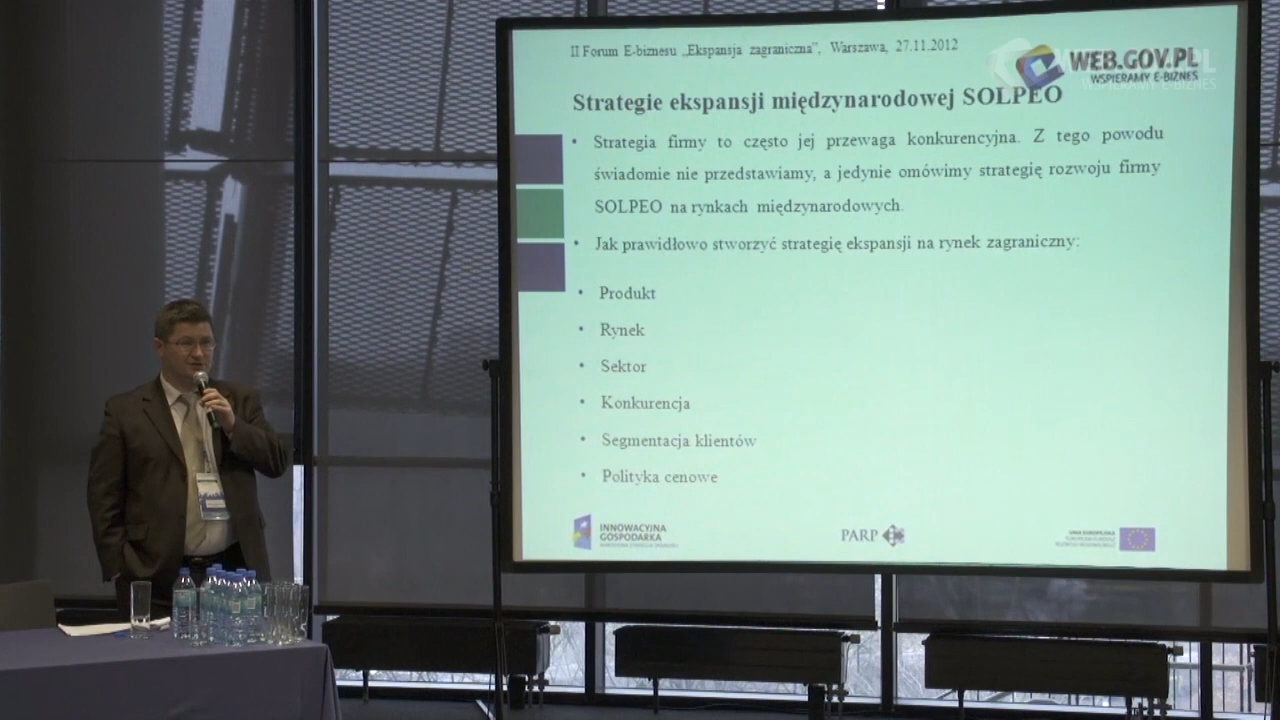 II Forum E-biznesu „Ekspansja zagraniczna”, Warszawa, 27.11.2012
WEB.GOV.PL
WSPIERAMY E-BIZNES
Strategie ekspansji międzynarodowej SOLPEO
• Strategia firmy to często jej przewaga konkurencyjna. Z tego powodu
świadomie nie przedstawiamy, a jedynie omówimy strategię rozwoju firmy
SOLPEO na rynkach międzynarodowych.
• Jak prawidłowo stworzyć strategię ekspansji na rynek zagraniczny:
• Produkt
• Rynek
• Sektor
• Konkurencja
• Segmentacja klientów
• Polityka cenowe
INNOWACYJNA
GOSPODARKA
PARP
UNIA EUROPEJSKA